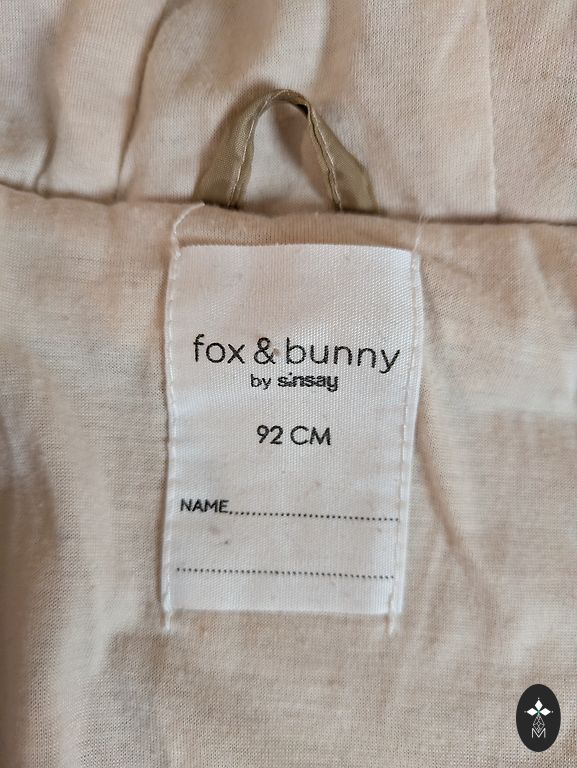 fox & bunny
by sinsay
92 CM
NAME..............................
........................................
M